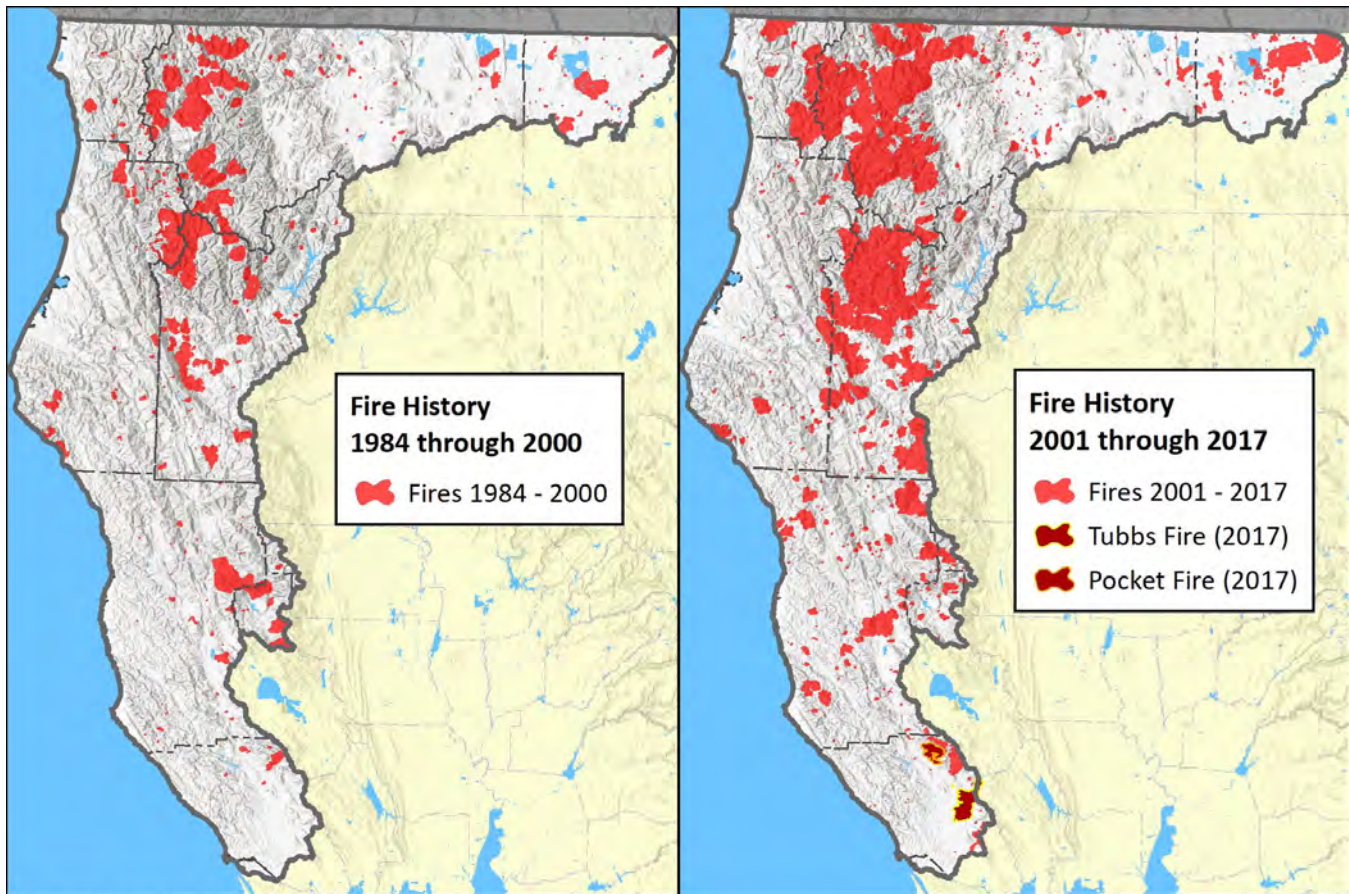 Fire History
1984 through 2000
Fires 1984 - 2000
Fire History
2001 through 2017
Fires 2001 - 2017
Tubbs Fire (2017)
Pocket Fire (2017)